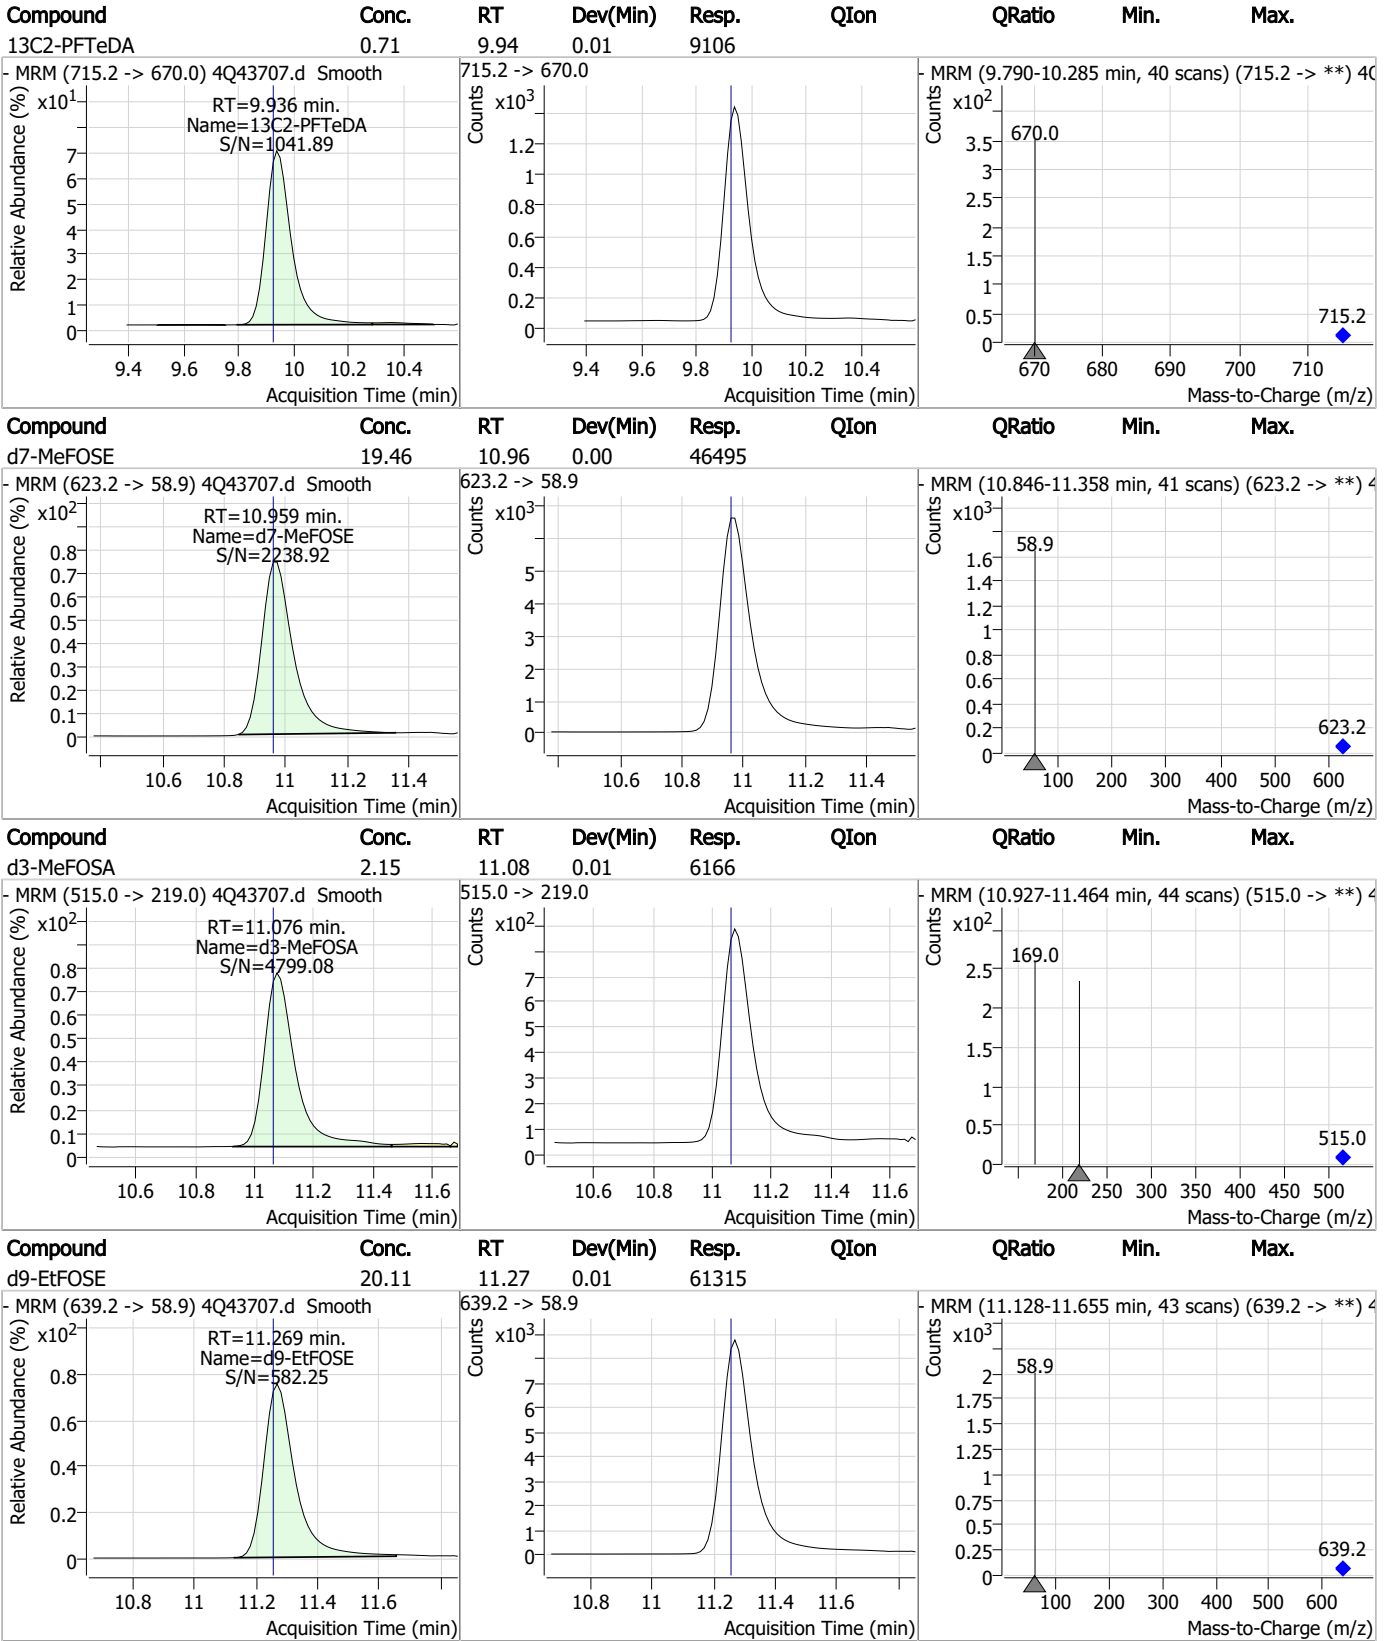 Compound Conc. RT Dev(Min) Resp. QIon QRatio Min. Max.
13C2-PFTeDA 0.71 9.94 0.01 9106
- MRM (715.2 -> 670.0) 4Q43707.d Smooth
Relative Abundance (%)
x10¹
RT=9.936 min.
Name=13C2-PFTeDA
S/N=1041.89
7
6
5
4
3
2
1
0
9.4 9.6 9.8 10 10.2 10.4
Acquisition Time (min)
715.2 -> 670.0
Counts
x10³
1.2
1
0.8
0.6
0.4
0.2
0
9.4 9.6 9.8 10 10.2 10.4
Acquisition Time (min)
- MRM (9.790-10.285 min, 40 scans) (715.2 -> **) 4Q
Counts
x10²
670.0
3.5
3
2.5
2
1.5
1
0.5
0
715.2
670 680 690 700 710
Mass-to-Charge (m/z)
Compound Conc. RT Dev(Min) Resp. QIon QRatio Min. Max.
d7-MeFOSE 19.46 10.96 0.00 46495
- MRM (623.2 -> 58.9) 4Q43707.d Smooth
Relative Abundance (%)
x10²
RT=10.959 min.
Name=d7-MeFOSE
S/N=2238.92
0.8
0.7
0.6
0.5
0.4
0.3
0.2
0.1
0
10.6 10.8 11 11.2 11.4
Acquisition Time (min)
623.2 -> 58.9
Counts
x10³
5
4
3
2
1
0
10.6 10.8 11 11.2 11.4
Acquisition Time (min)
- MRM (10.846-11.358 min, 41 scans) (623.2 -> **) 4
Counts
x10³
58.9
1.6
1.4
1.2
1
0.8
0.6
0.4
0.2
0
623.2
100 200 300 400 500 600
Mass-to-Charge (m/z)
Compound Conc. RT Dev(Min) Resp. QIon QRatio Min. Max.
d3-MeFOSA 2.15 11.08 0.01 6166
- MRM (515.0 -> 219.0) 4Q43707.d Smooth
Relative Abundance (%)
x10²
RT=11.076 min.
Name=d3-MeFOSA
S/N=4799.08
0.8
0.7
0.6
0.5
0.4
0.3
0.2
0.1
0
10.6 10.8 11 11.2 11.4 11.6
Acquisition Time (min)
515.0 -> 219.0
Counts
x10²
7
6
5
4
3
2
1
0
10.6 10.8 11 11.2 11.4 11.6
Acquisition Time (min)
- MRM (10.927-11.464 min, 44 scans) (515.0 -> **) 4
Counts
x10²
169.0
2.5
2
1.5
1
0.5
0
515.0
200 250 300 350 400 450 500
Mass-to-Charge (m/z)
Compound Conc. RT Dev(Min) Resp. QIon QRatio Min. Max.
d9-EtFOSE 20.11 11.27 0.01 61315
- MRM (639.2 -> 58.9) 4Q43707.d Smooth
Relative Abundance (%)
x10²
RT=11.269 min.
Name=d9-EtFOSE
S/N=582.25
0.8
0.6
0.4
0.2
0
10.8 11 11.2 11.4 11.6
Acquisition Time (min)
639.2 -> 58.9
Counts
x10³
7
6
5
4
3
2
1
0
10.8 11 11.2 11.4 11.6
Acquisition Time (min)
- MRM (11.128-11.655 min, 43 scans) (639.2 -> **) 4
Counts
x10³
58.9
2
1.75
1.5
1.25
1
0.75
0.5
0.25
0
639.2
100 200 300 400 500 600
Mass-to-Charge (m/z)